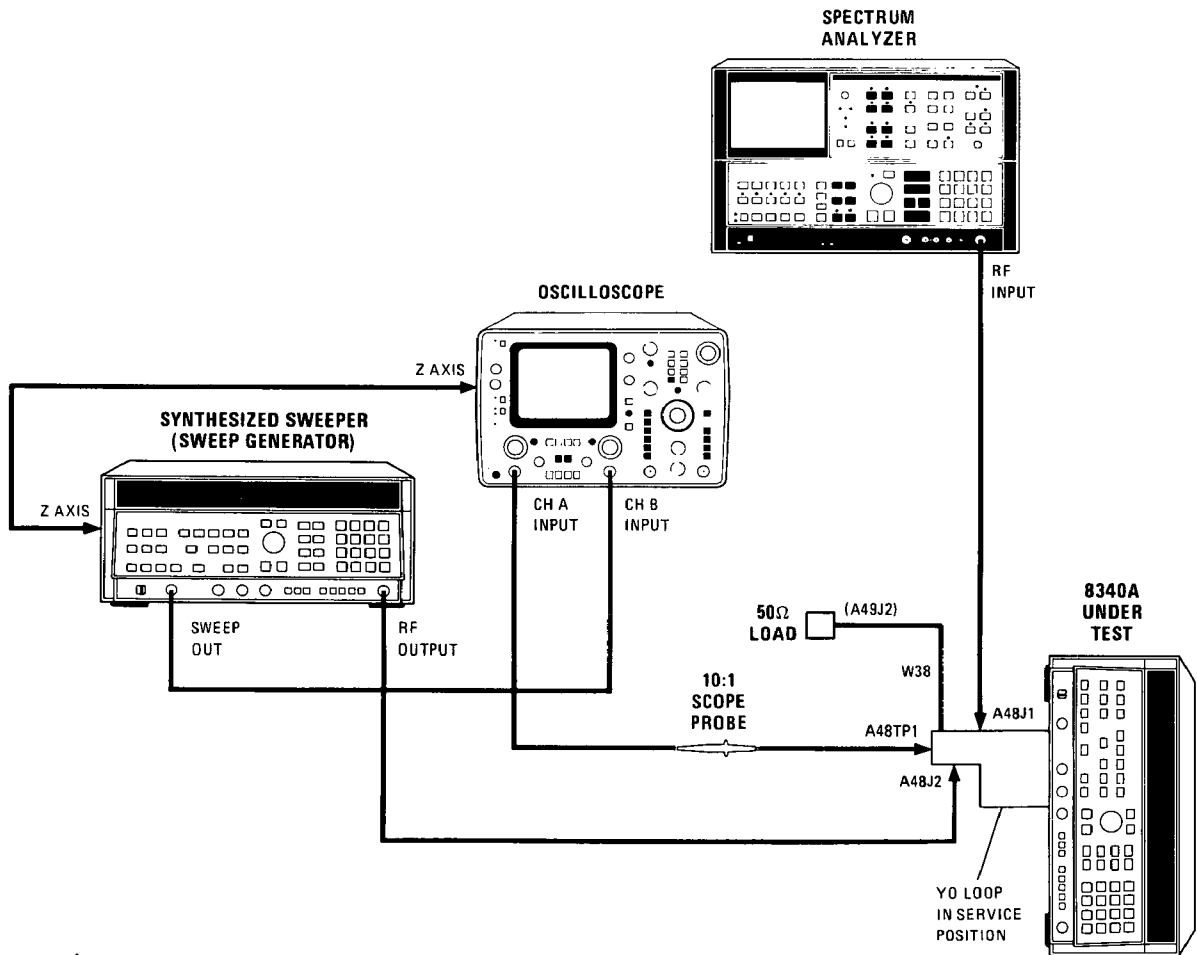 SPECTRUM
ANALYZER
RF
INPUT
OSCILLOSCOPE
Z AXIS
SYNTHESIZED SWEEPER
(SWEEP GENERATOR)
Z AXIS
CH A
INPUT
CH B
INPUT
SWEEP
OUT
RF
OUTPUT
50Ω
LOAD
(A49J2)
8340A
UNDER
TEST
W38
10:1
SCOPE
PROBE
A48J1
A48TP1
A48J2
YO LOOP
IN SERVICE
POSITION